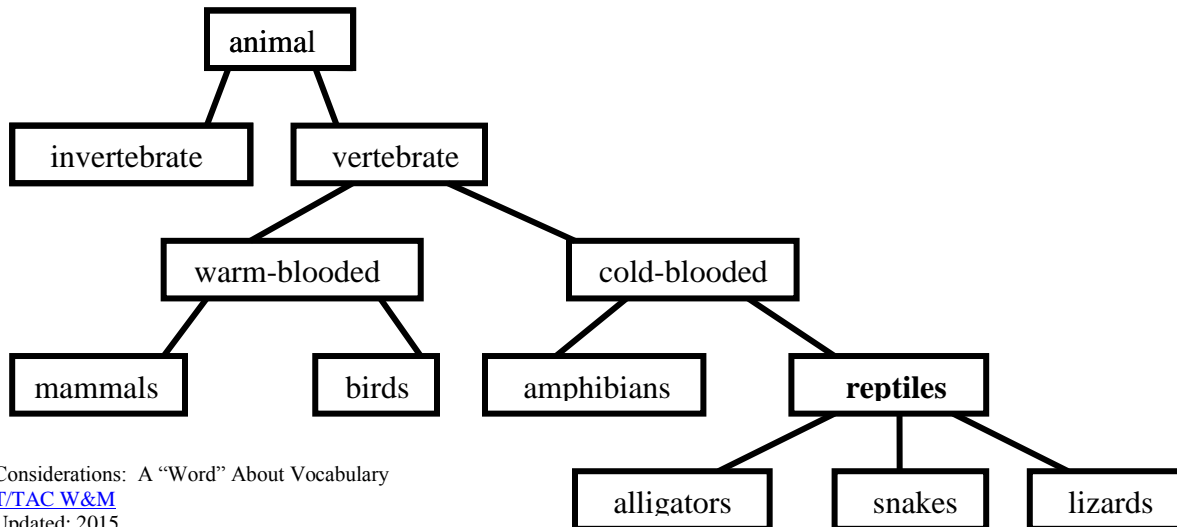 animal
invertebrate vertebrate
warm-blooded cold-blooded
mammals birds amphibians reptiles
Considerations: A “Word” About Vocabulary
T/TAC W&M
Updated: 2015
alligators snakes lizards